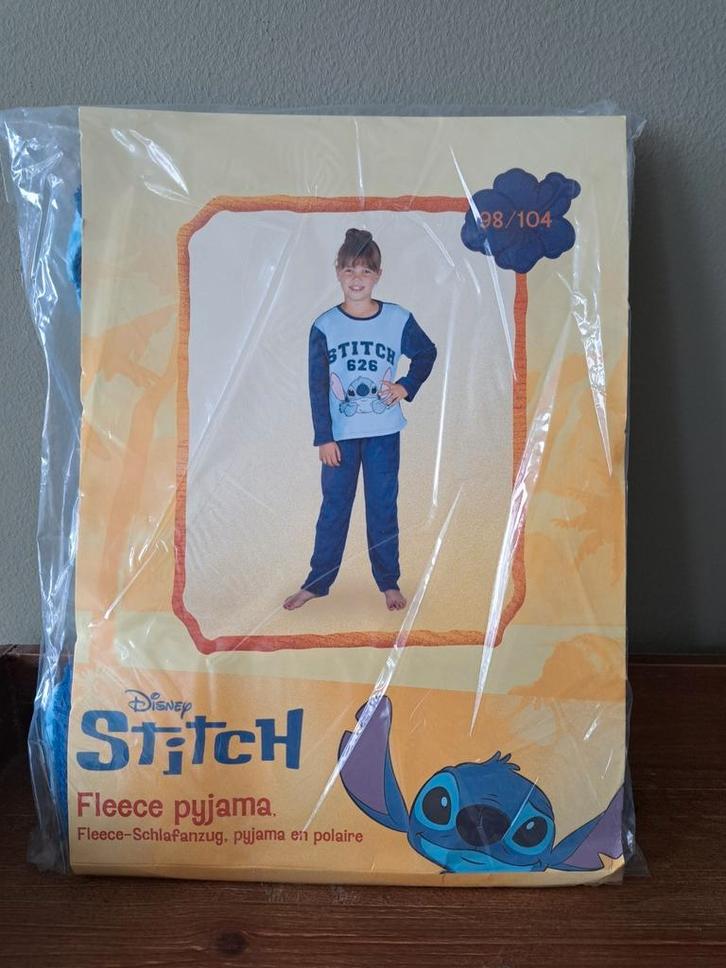 98/104
STITCH
626
Disney
Stitch
Fleece pyjama.
Fleece-Schlafanzug, pyjama en polaire